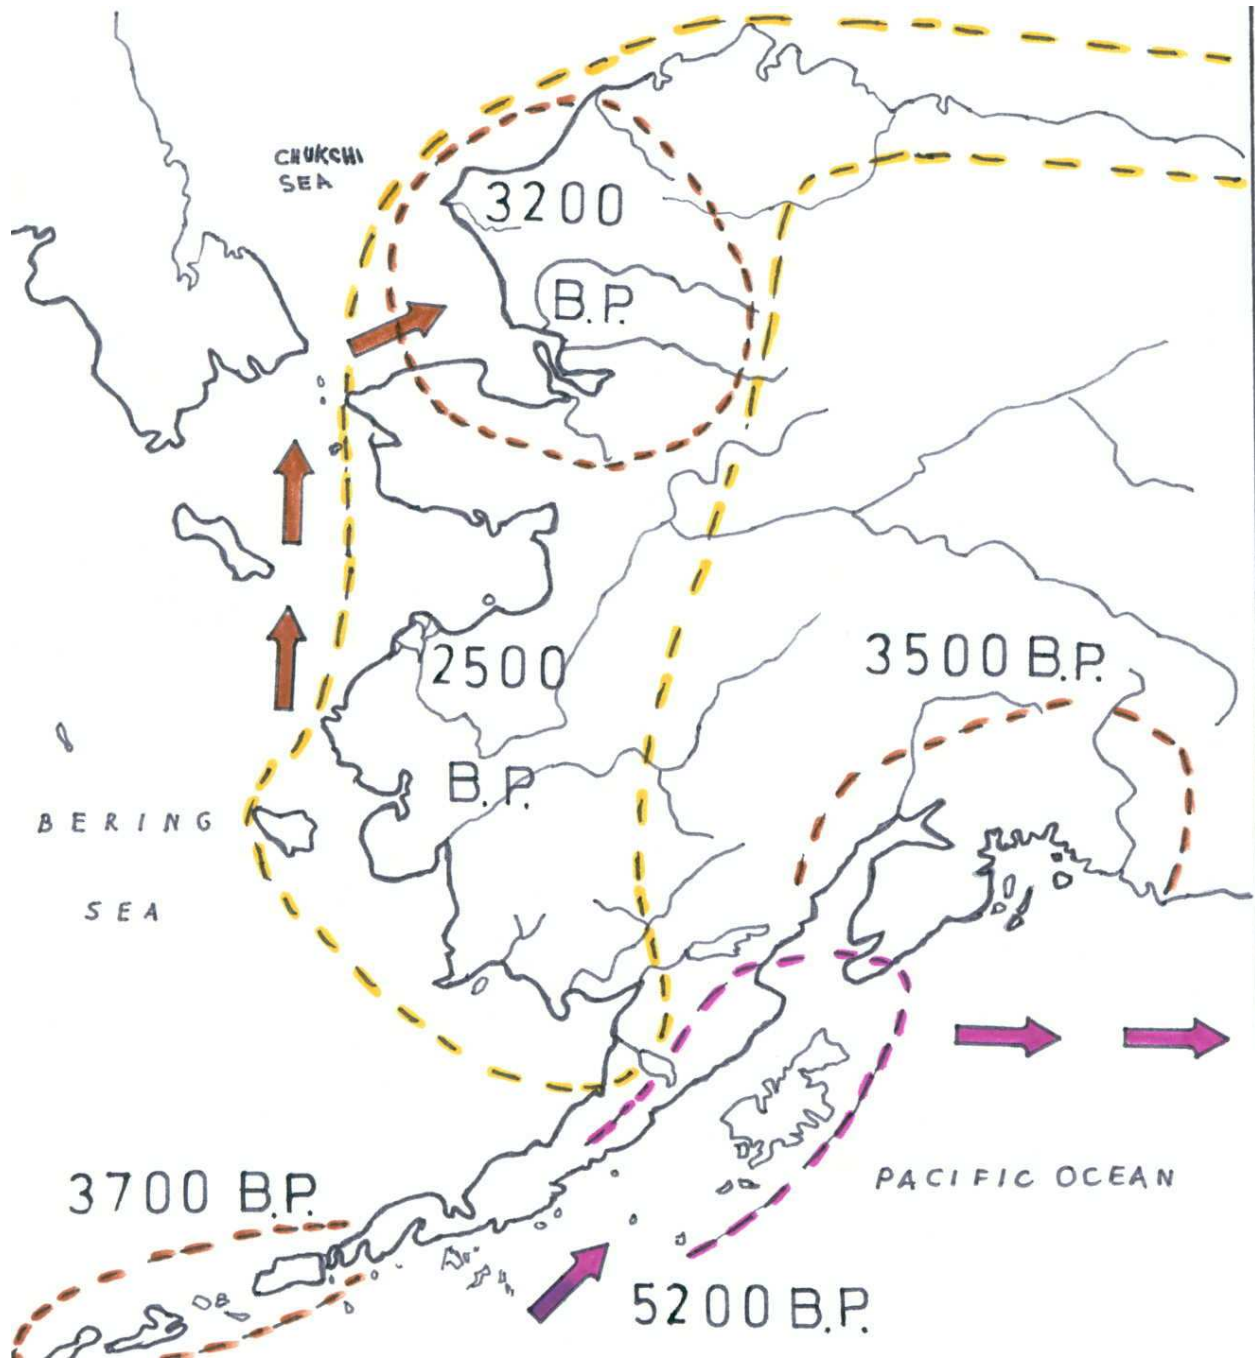 CHUKCHI
SEA
3200
B.P.
2500
B.P.
3500 B.P.
BERING
SEA
3700 B.P.
PACIFIC OCEAN
5200 B.P.